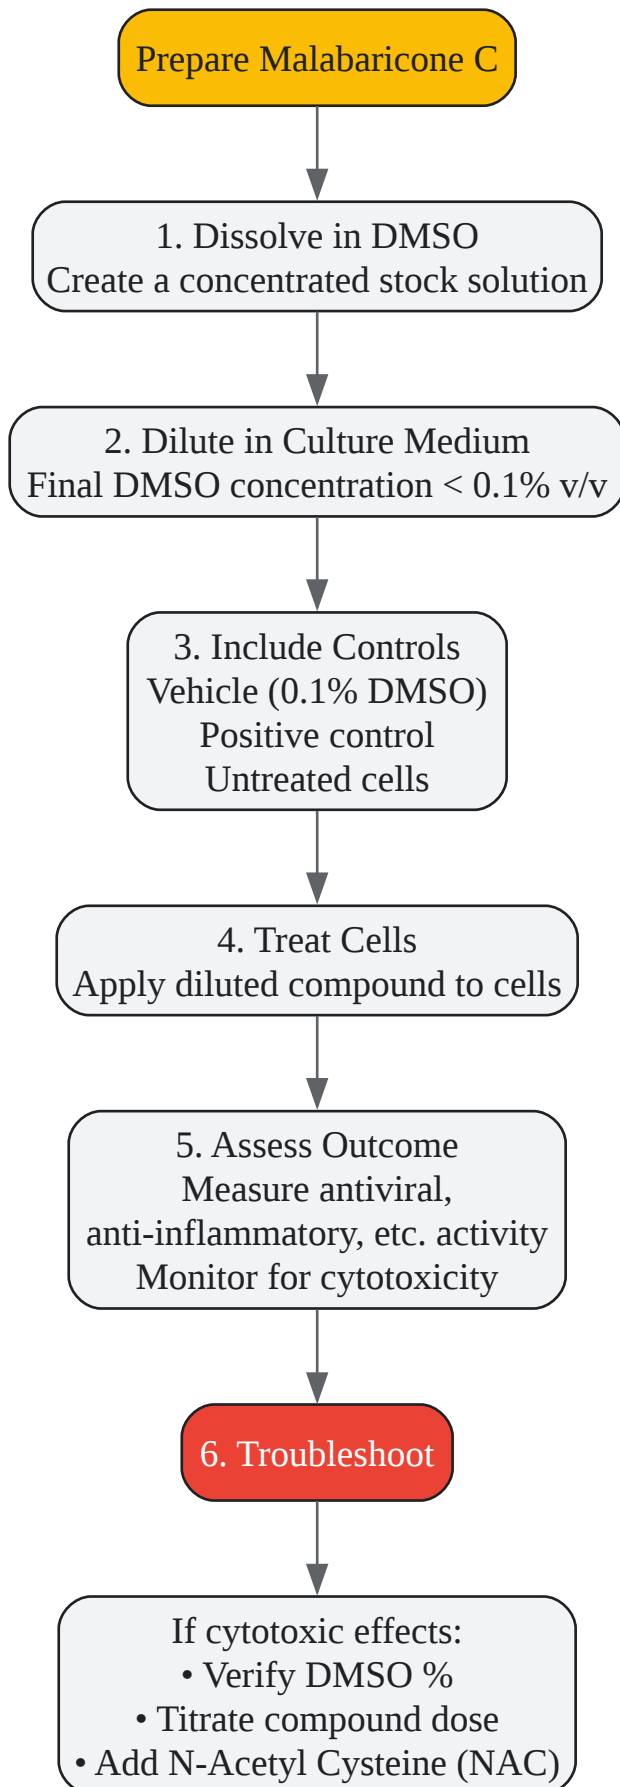 Prepare Malabaricone C
1. Dissolve in DMSO
Create a concentrated stock solution
2. Dilute in Culture Medium
Final DMSO concentration < 0.1% v/v
3. Include Controls
Vehicle (0.1% DMSO)
Positive control
Untreated cells
4. Treat Cells
Apply diluted compound to cells
5. Assess Outcome
Measure antiviral,
anti-inflammatory, etc. activity
Monitor for cytotoxicity
6. Troubleshoot
If cytotoxic effects:
• Verify DMSO %
• Titrate compound dose
• Add N-Acetyl Cysteine (NAC)